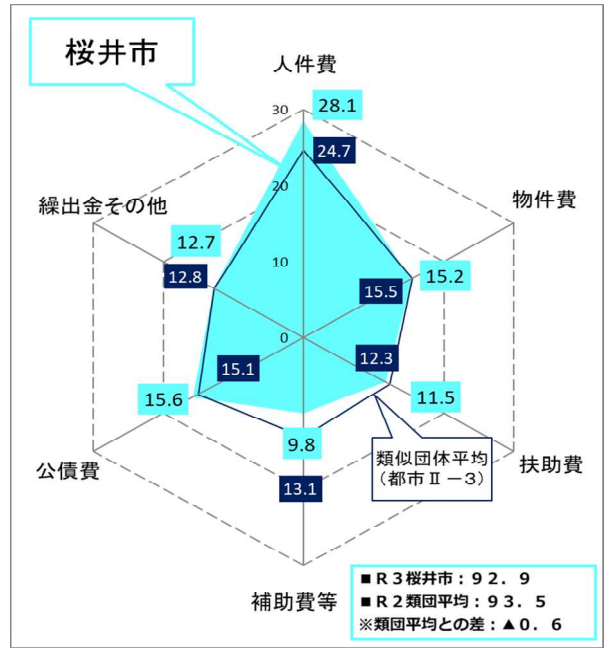 桜井市
人件費
30
28.1
24.7
20
物件費
繰出金その他
12.7
12.8
10
15.2
15.5
0
12.3
15.1
11.5
15.6
9.8
類似団体平均
（都市Ⅱ－3）
扶助費
公債費
13.1
補助費等
■Ｒ３桜井市：９２．９
■Ｒ２類団平均：９３．５
※類団平均との差：▲０．６